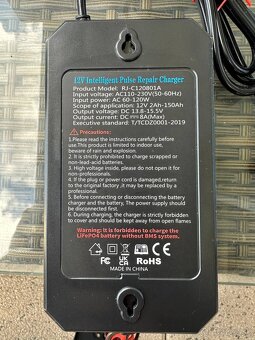 12V Intelligent Pulse Repair Charger
Product Model: RJ-C120801A
Input voltage: AC110-230V(50-60Hz)
Input power: AC 60-120W
Scope of application: 12V 2Ah-150Ah
Output voltage: DC 13.8-15.5V
Output current: DC 8A(Max)
Executive standard: T/TCDZ0001-2019
Precautions:
1.Please read the instructions carefully before
use.This product is limited to indoor use,
beware of rain and explosion.
2. It is strictly prohibited to charge scrapped or
non-lead-acid batteries.
3. High voltage inside, please do not open it for
non-professionals.
4. If the plug or power cord is damaged,return
to the original factory ,it may be replaced by
a professional.
5. Before connecting or disconnecting the battery
charger and the battery, The power supply should
be disconnected first.
6. During charging, the charger is strictly forbidden
to cover and should be kept away from open flames
Warning: It is forbidden to charge the
LiFePO4 battery without BMS system.
CE FC UK CA RoHS
MADE IN CHINA